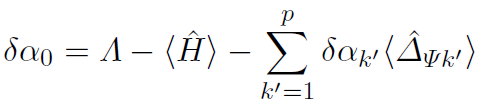 δα₀ = Λ − ⟨Ĥ⟩ − ∑_{k′=1}^{p} δα_{k′}⟨Δ̂_{Ψk′}⟩